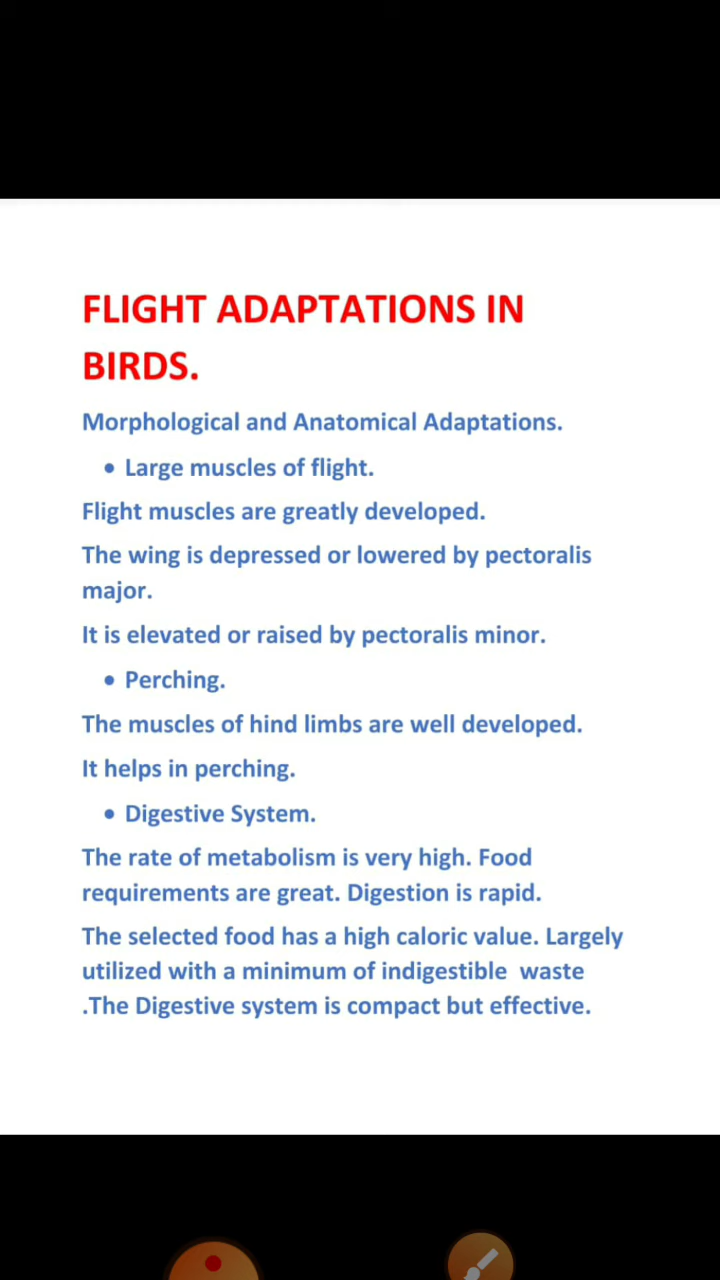 FLIGHT ADAPTATIONS IN
BIRDS.
Morphological and Anatomical Adaptations.
• Large muscles of flight.
Flight muscles are greatly developed.
The wing is depressed or lowered by pectoralis
major.
It is elevated or raised by pectoralis minor.
• Perching.
The muscles of hind limbs are well developed.
It helps in perching.
• Digestive System.
The rate of metabolism is very high. Food
requirements are great. Digestion is rapid.
The selected food has a high caloric value. Largely
utilized with a minimum of indigestible  waste
.The Digestive system is compact but effective.